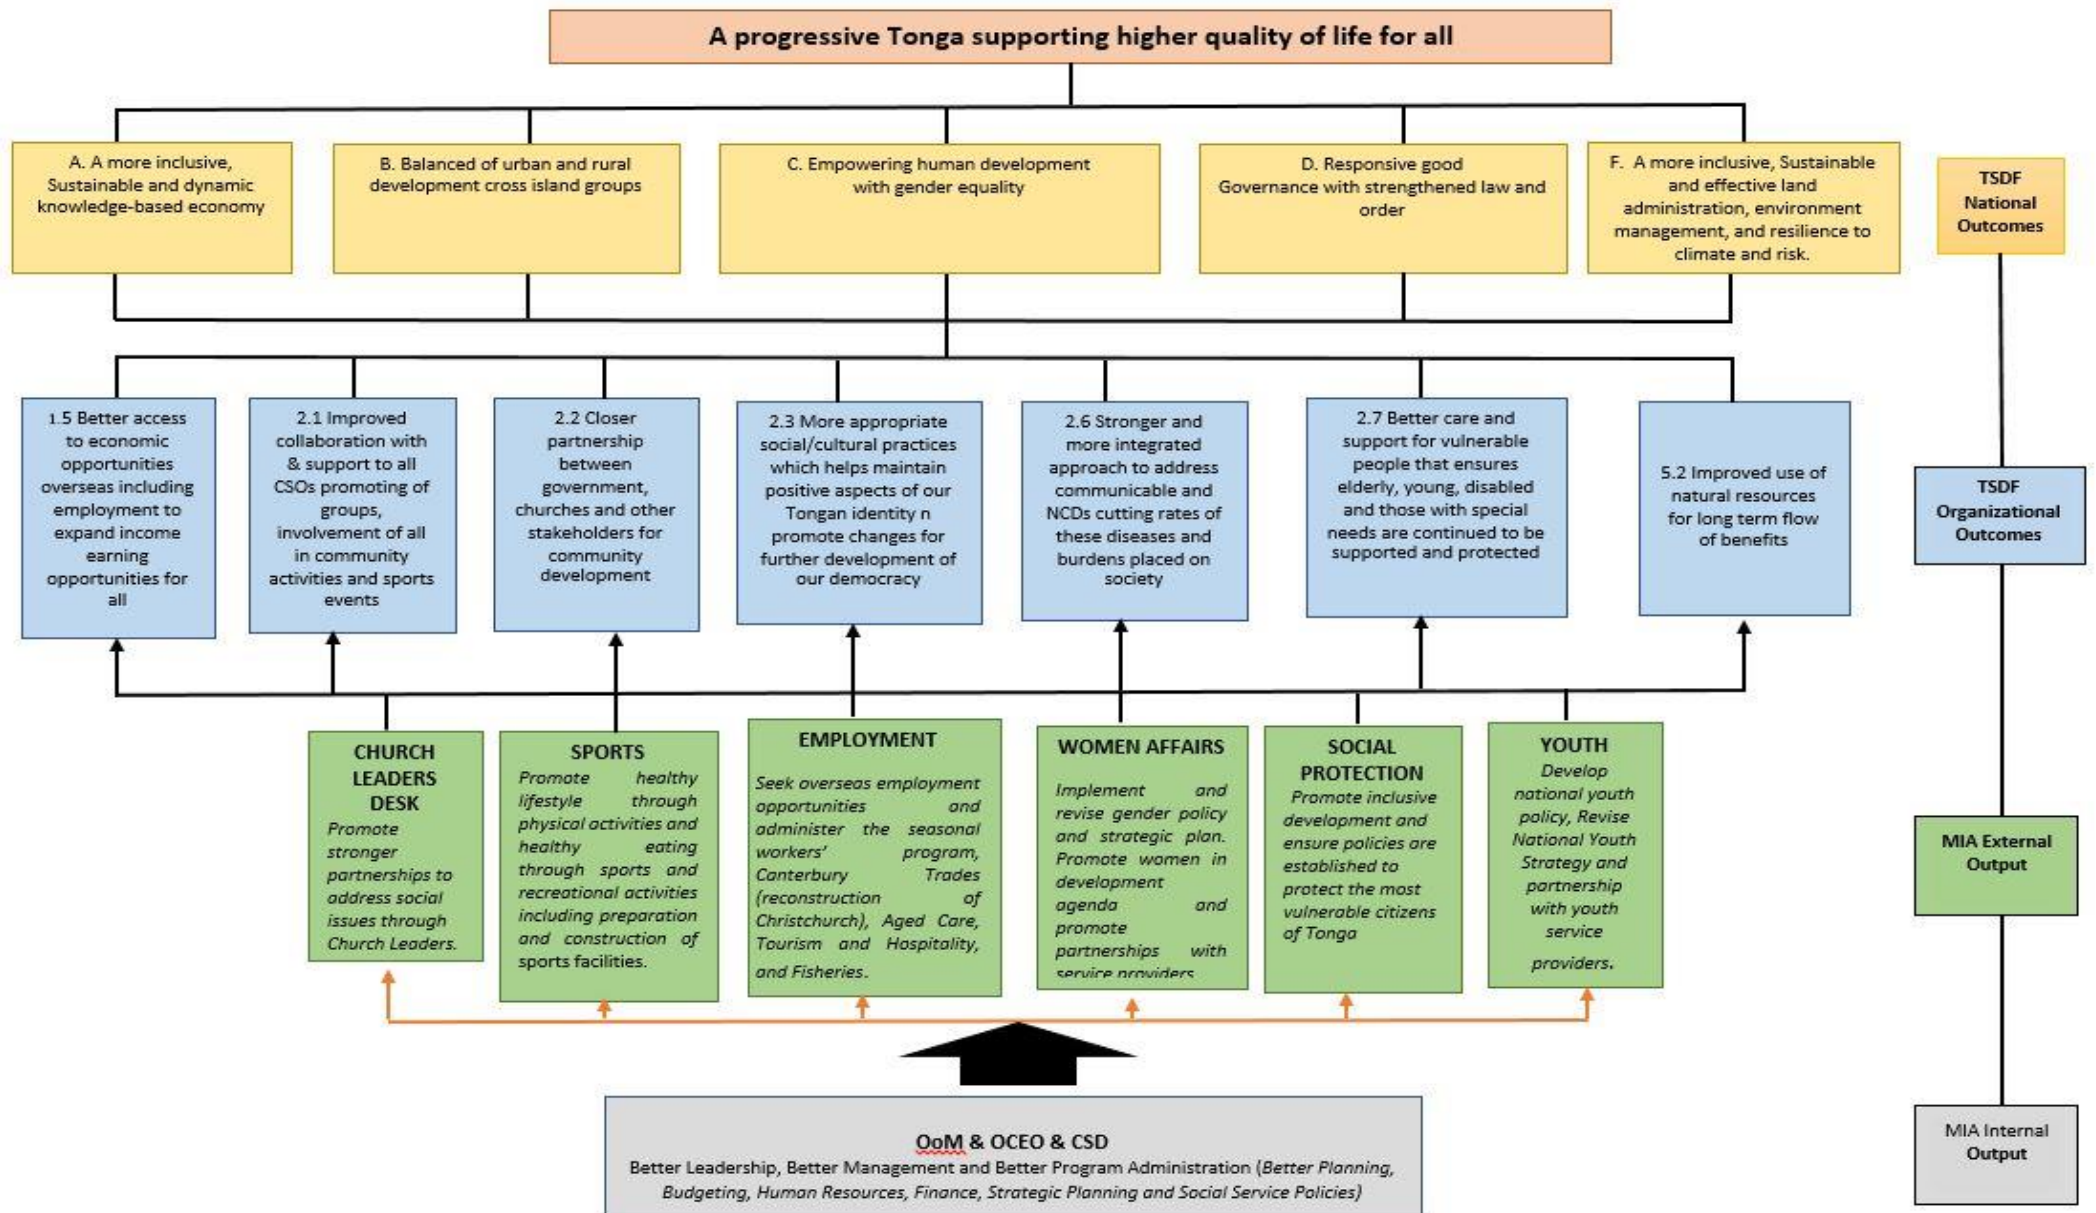 A progressive Tonga supporting higher quality of life for all
A. A more inclusive,
Sustainable and dynamic
knowledge-based economy
B. Balanced of urban and rural
development cross island groups
C. Empowering human development
with gender equality
D. Responsive good
Governance with strengthened law and
order
F. A more inclusive, Sustainable
and effective land
administration, environment
management, and resilience to
climate and risk.
TSDF
National
Outcomes
1.5 Better access
to economic
opportunities
overseas including
employment to
expand income
earning
opportunities for
all
2.1 Improved
collaboration with
& support to all
CSOs promoting of
groups,
involvement of all
in community
activities and sports
events
2.2 Closer
partnership
between
government,
churches and other
stakeholders for
community
development
2.3 More appropriate
social/cultural practices
which helps maintain
positive aspects of our
Tongan identity n
promote changes for
further development of
our democracy
2.6 Stronger and
more integrated
approach to address
communicable and
NCDs cutting rates of
these diseases and
burdens placed on
society
2.7 Better care and
support for vulnerable
people that ensures
elderly, young, disabled
and those with special
needs are continued to be
supported and protected
5.2 Improved use of
natural resources
for long term flow
of benefits
TSDF
Organizational
Outcomes
CHURCH
LEADERS
DESK
Promote
stronger
partnerships to
address social
issues through
Church Leaders.
SPORTS
Promote healthy
lifestyle through
physical activities and
healthy eating
through sports and
recreational activities
including preparation
and construction of
sports facilities.
EMPLOYMENT
Seek overseas employment
opportunities and
administer the seasonal
workers' program,
Canterbury Trades
(reconstruction of
Christchurch), Aged Care,
Tourism and Hospitality,
and Fisheries.
WOMEN AFFAIRS
Implement and
revise gender policy
and strategic plan.
Promote women in
development
agenda and
promote
partnerships with
service providers
SOCIAL
PROTECTION
Promote inclusive
development and
ensure policies are
established to
protect the most
vulnerable citizens
of Tonga
YOUTH
Develop
national youth
policy, Revise
National Youth
Strategy and
partnership
with youth
service
providers.
MIA External
Output
OoM & OCEO & CSD
Better Leadership, Better Management and Better Program Administration (Better Planning,
Budgeting, Human Resources, Finance, Strategic Planning and Social Service Policies)
MIA Internal
Output